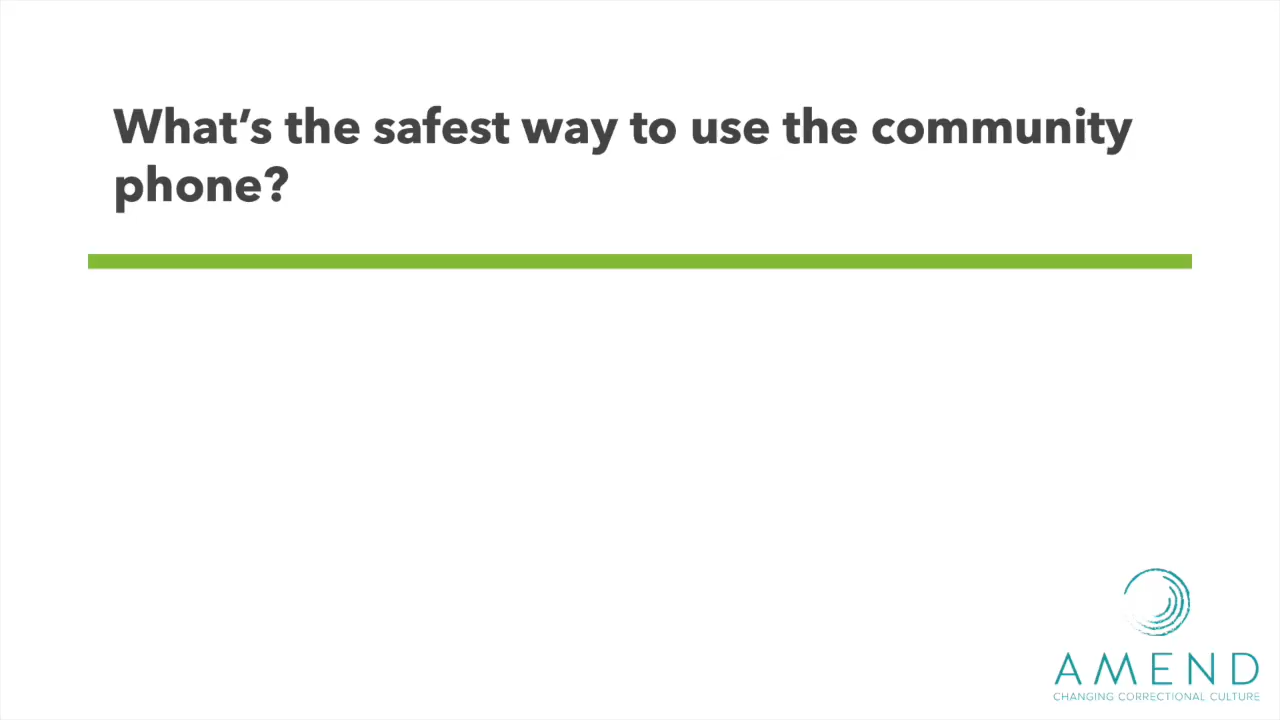 What’s the safest way to use the community
phone?
AMEND
CHANGING CORRECTIONAL CULTURE